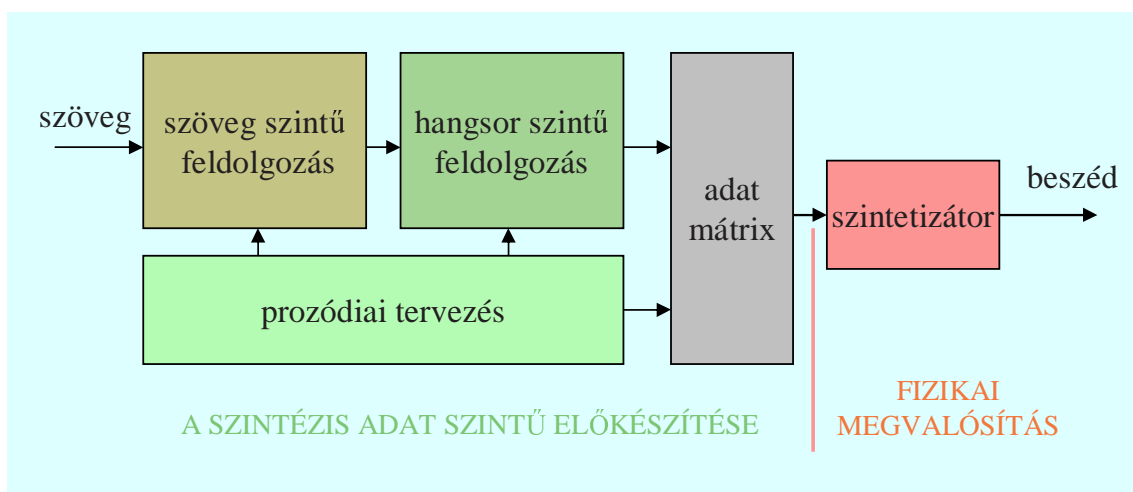 szöveg
szöveg szintű
feldolgozás
hangsor szintű
feldolgozás
adat
mátrix
szintetizátor
beszéd
prozódiai tervezés
A SZINTÉZIS ADAT SZINTŰ ELŐKÉSZÍTÉSE
FIZIKAI
MEGVALÓSÍTÁS